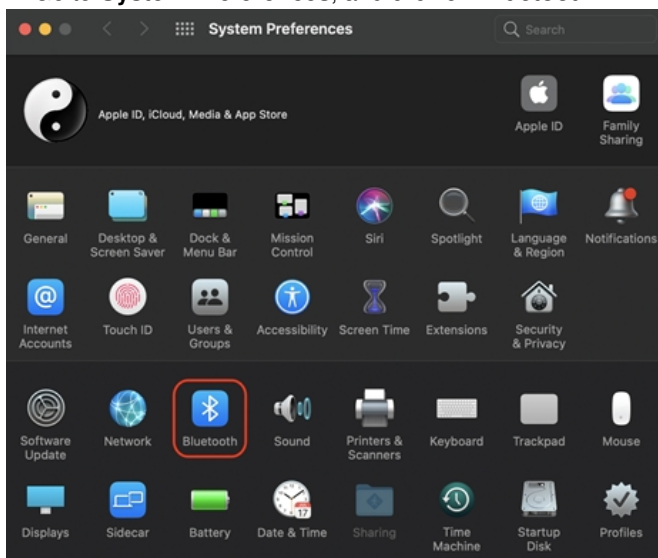 System Preferences
Search
Apple ID, iCloud, Media & App Store
Apple ID
Family
Sharing
General
Desktop &
Screen Saver
Dock &
Menu Bar
Mission
Control
Siri
Spotlight
Language
& Region
Notifications
Internet
Accounts
Touch ID
Users &
Groups
Accessibility
Screen Time
Extensions
Security
& Privacy
Software
Update
Network
Bluetooth
Sound
Printers &
Scanners
Keyboard
Trackpad
Mouse
Displays
Sidecar
Battery
Date & Time
17
Sharing
Time
Machine
Startup
Disk
Profiles